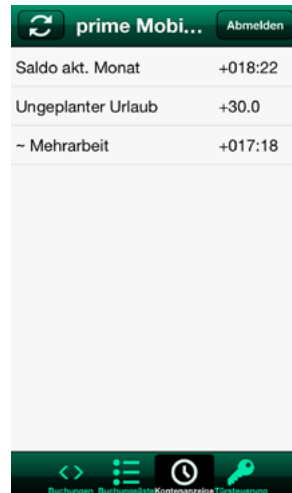 prime Mobi... Abmelden
Saldo akt. Monat +018:22
Ungeplanter Urlaub +30.0
~ Mehrarbeit +017:18
Buchungen Buchungsliste Kontenanzeige Türsteuerung